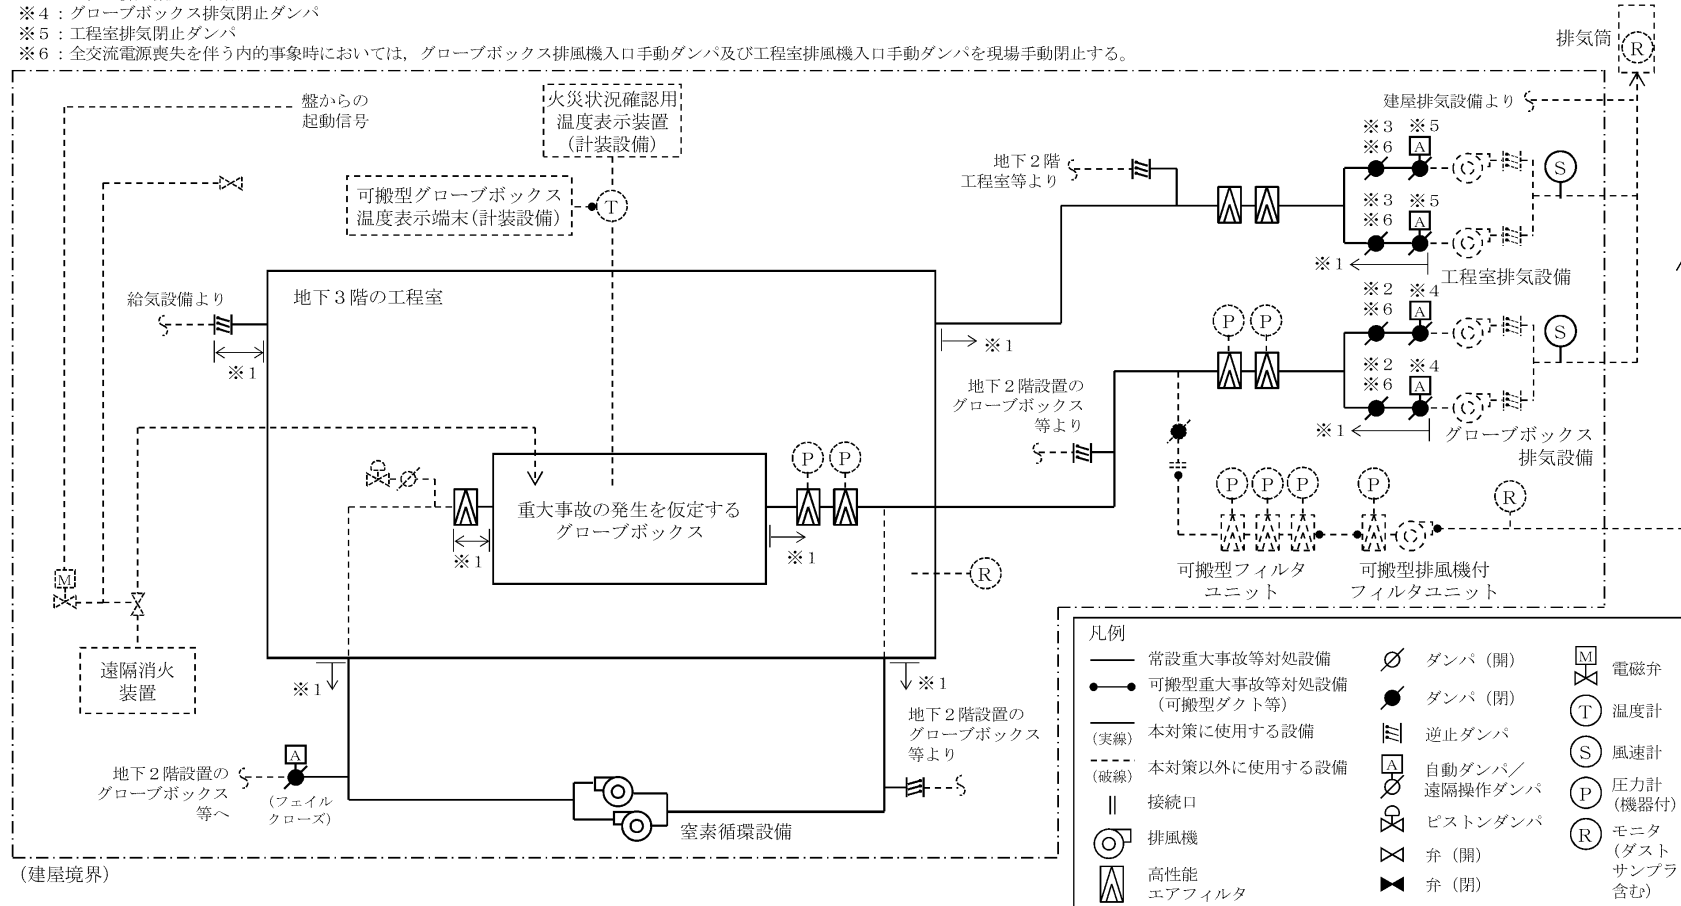 ※４：グローブボックス排気閉止ダンパ
※５：工程室排気閉止ダンパ
※６：全交流電源喪失を伴う内的事象時においては，グローブボックス排風機入口手動ダンパ及び工程室排風機入口手動ダンパを現場手動閉止する。
排気筒
R
盤からの
起動信号
火災状況確認用
温度表示装置
（計装設備）
可搬型グローブボックス
温度表示端末（計装設備）
T
建屋排気設備より
地下２階
工程室等より
※３
※６
※５
A
S
※３
※６
※５
A
※１
工程室排気設備
給気設備より
※１
地下３階の工程室
※１
P
P
※２
※６
※４
A
S
※２
※６
※４
A
※１
グローブボックス
排気設備
地下２階設置の
グローブボックス
等より
※１
重大事故の発生を仮定する
グローブボックス
P
P
※１
R
P
P
P
P
R
可搬型フィルタ
ユニット
可搬型排風機付
フィルタユニット
M
遠隔消火
装置
※１
※１
地下２階設置の
グローブボックス
等より
地下２階設置の
グローブボックス
等へ
A
（フェイル
クローズ）
窒素循環設備
（建屋境界）
凡例
常設重大事故等対処設備
可搬型重大事故等対処設備
（可搬型ダクト等）
（実線）
本対策に使用する設備
（破線）
本対策以外に使用する設備
接続口
排風機
高性能
エアフィルタ
ダンパ（開）
ダンパ（閉）
逆止ダンパ
A
自動ダンパ／
遠隔操作ダンパ
ピストンダンパ
弁（開）
弁（閉）
M
電磁弁
T
温度計
S
風速計
P
圧力計
（機器付）
R
モニタ
（ダスト
サンプラ
含む）